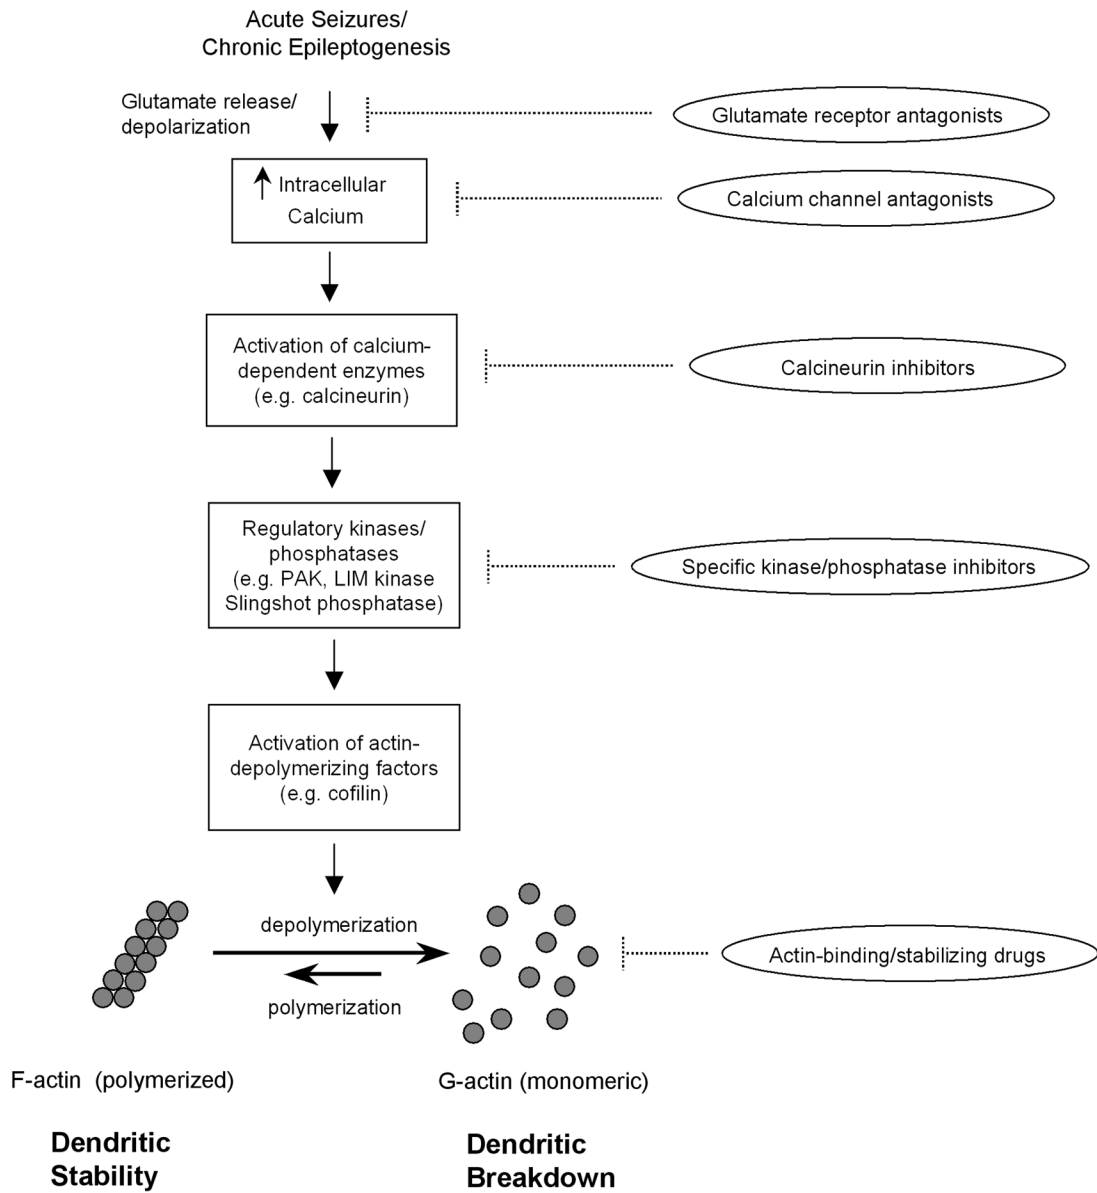 Acute Seizures/
Chronic Epileptogenesis
Glutamate release/
depolarization
Glutamate receptor antagonists
Intracellular
Calcium
Calcium channel antagonists
Activation of calcium-
dependent enzymes
(e.g. calcineurin)
Calcineurin inhibitors
Regulatory kinases/
phosphatases
(e.g. PAK, LIM kinase
Slingshot phosphatase)
Specific kinase/phosphatase inhibitors
Activation of actin-
depolymerizing factors
(e.g. cofilin)
depolymerization
polymerization
Actin-binding/stabilizing drugs
F-actin (polymerized)
G-actin (monomeric)
Dendritic
Stability
Dendritic
Breakdown